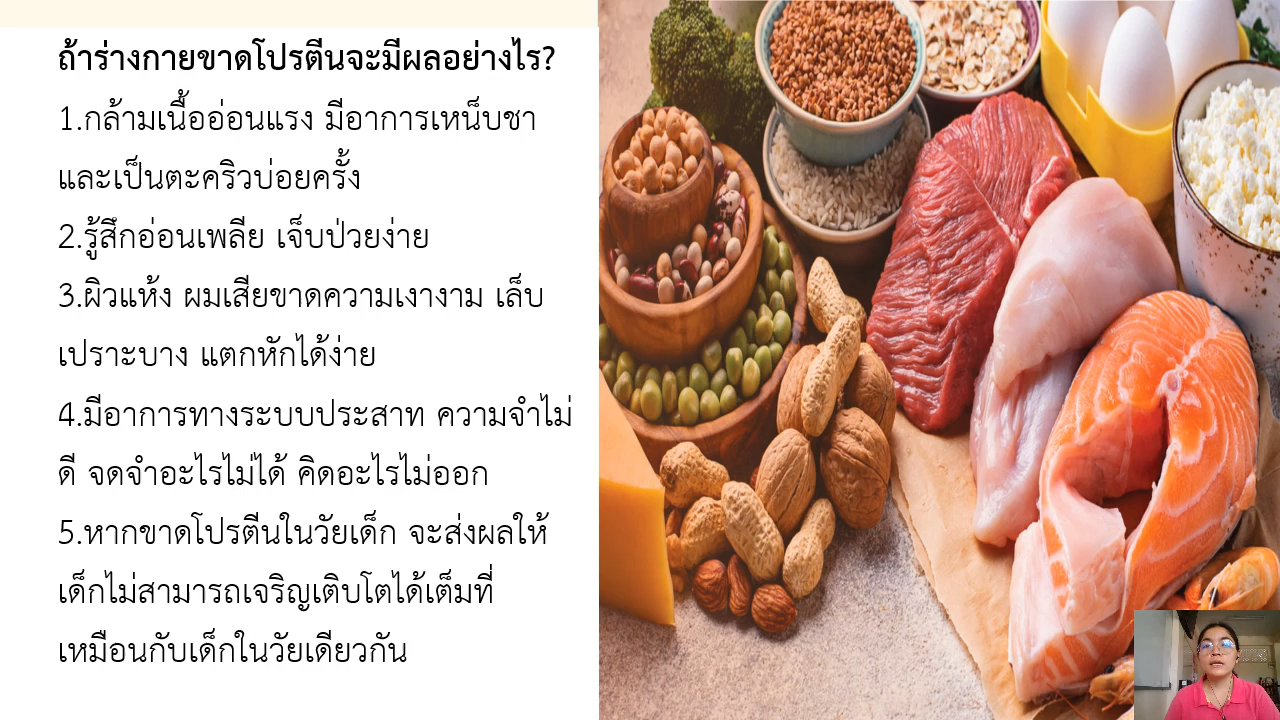 ถ้าร่างกายขาดโปรตีนจะมีผลอย่างไร?
1.กล้ามเนื้ออ่อนแรง มีอาการเหน็บชา
และเป็นตะคริวบ่อยครั้ง
2.รู้สึกอ่อนเพลีย เจ็บป่วยง่าย
3.ผิวแห้ง ผมเสียขาดความเงางาม เล็บ
เปราะบาง แตกหักได้ง่าย
4.มีอาการทางระบบประสาท ความจำไม่
ดี จดจำอะไรไม่ได้ คิดอะไรไม่ออก
5.หากขาดโปรตีนในวัยเด็ก จะส่งผลให้
เด็กไม่สามารถเจริญเติบโตได้เต็มที่
เหมือนกับเด็กในวัยเดียวกัน